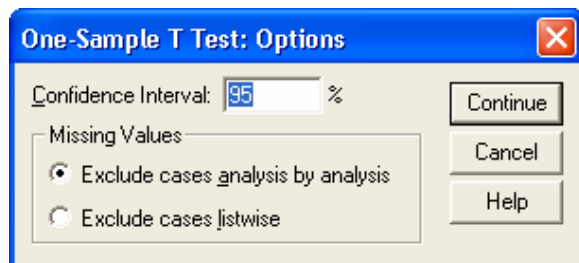 One-Sample T Test: Options
Confidence Interval: 95 %
Continue
Missing Values
Cancel
Exclude cases analysis by analysis
Help
Exclude cases listwise